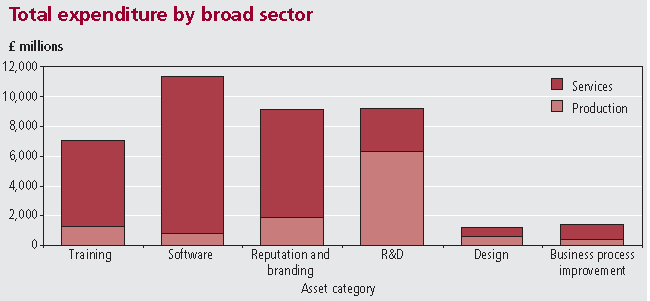 Total expenditure by broad sector
£ millions
12,000
10,000
8,000
6,000
4,000
2,000
0
Services
Production
Training
Software
Reputation and
branding
R&D
Design
Business process
improvement
Asset category